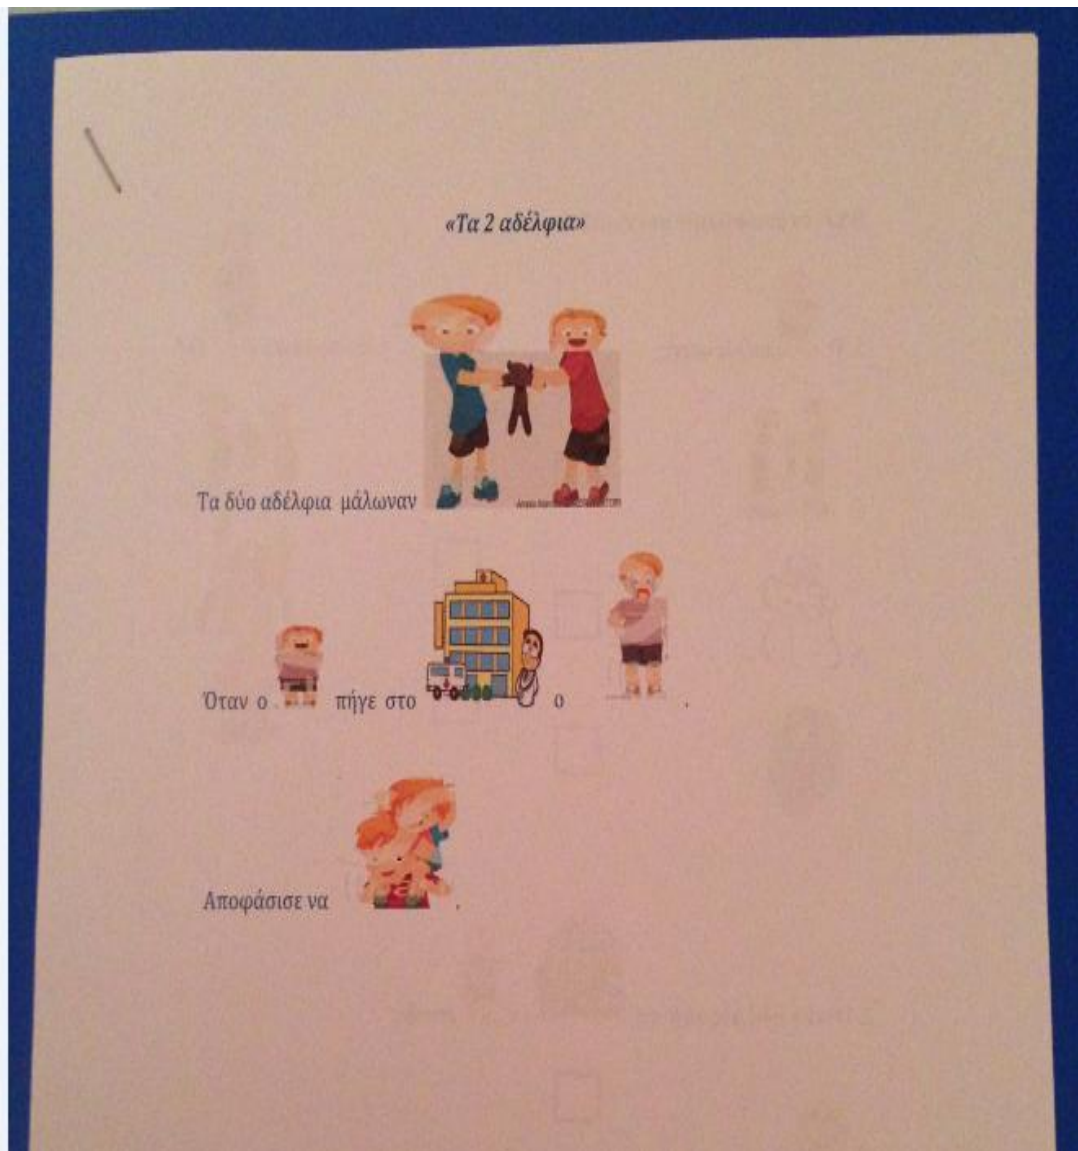 «Τα 2 αδέλφια»
Τα δύο αδέλφια μάλωναν
Όταν ο πήγε στο ο .
Αποφάσισε να .